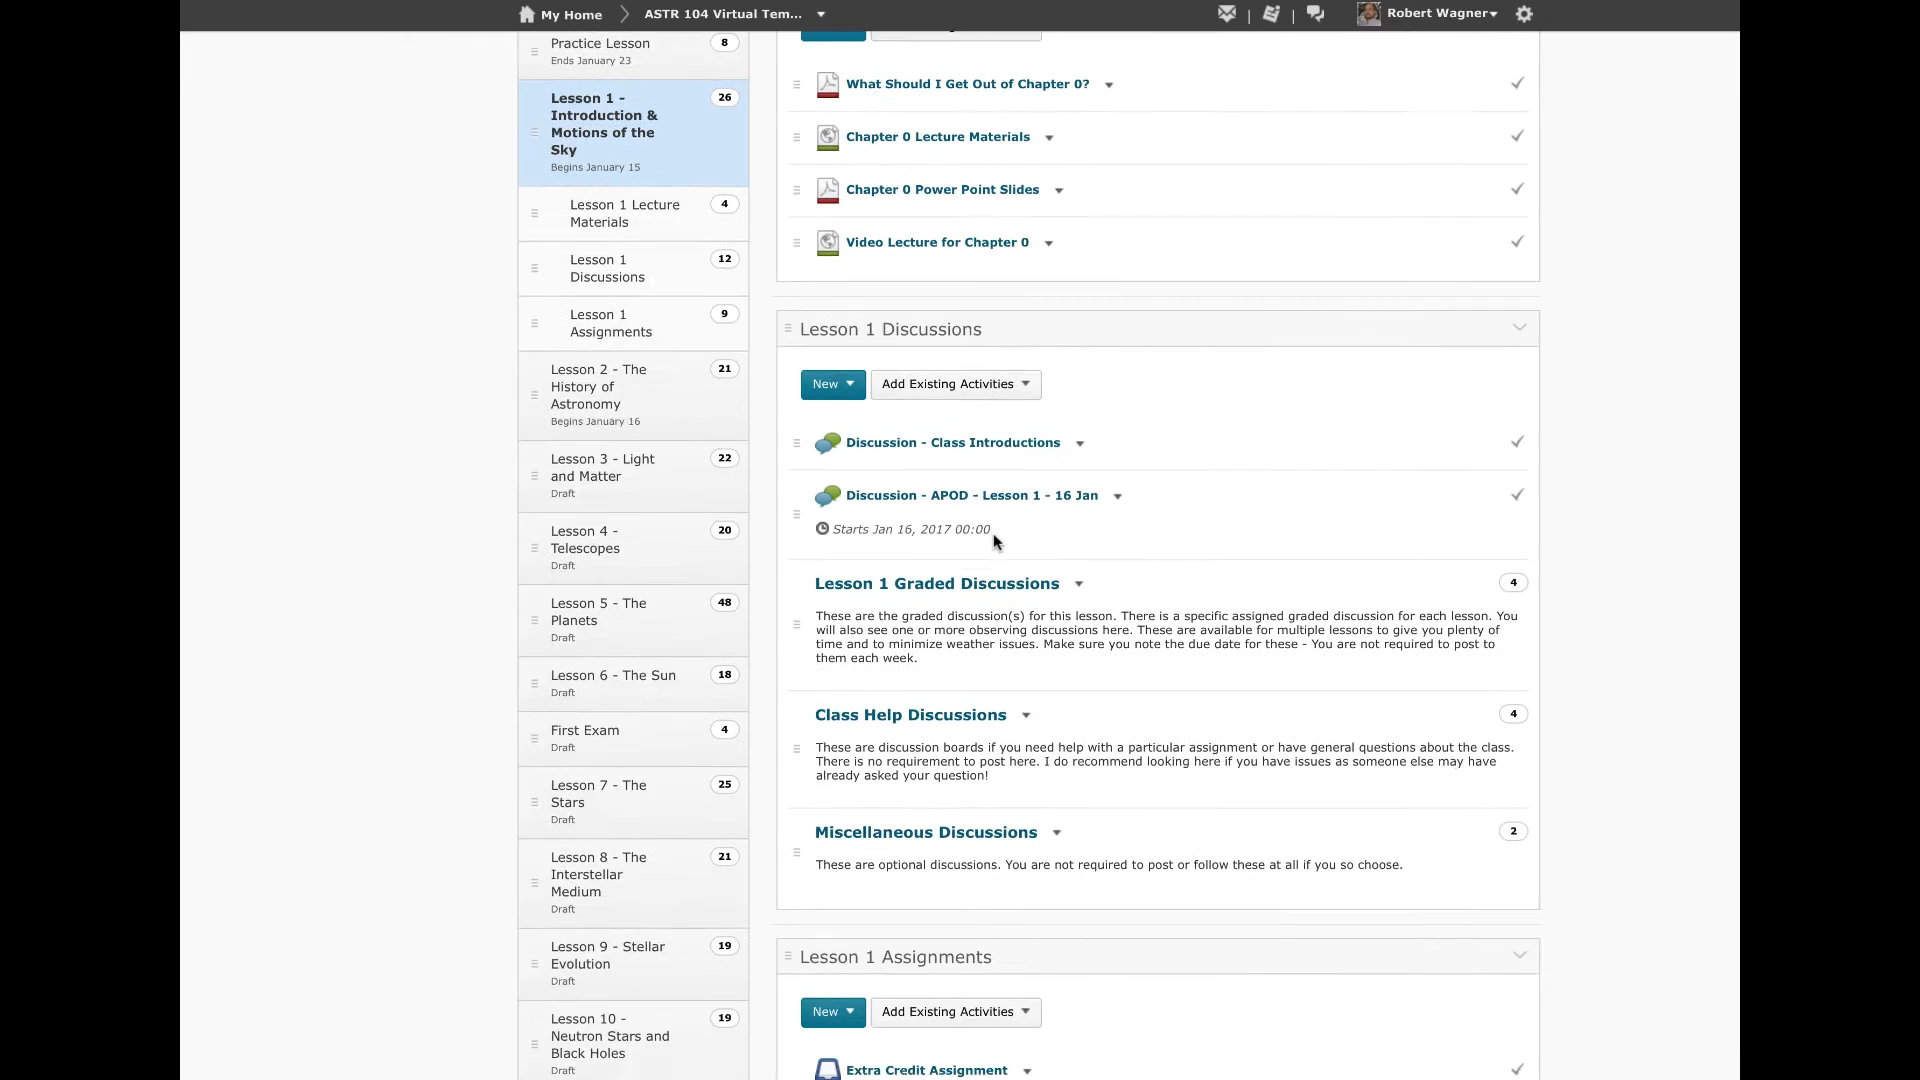 My Home
ASTR 104 Virtual Tem...
Robert Wagner
Practice Lesson
8
Ends January 23
Lesson 1 -
26
Introduction &
Motions of the
Sky
Begins January 15
Lesson 1 Lecture
4
Materials
Lesson 1
12
Discussions
Lesson 1
9
Assignments
Lesson 2 - The
21
History of
Astronomy
Begins January 16
Lesson 3 - Light
22
and Matter
Draft
Lesson 4 -
20
Telescopes
Draft
Lesson 5 - The
48
Planets
Draft
Lesson 6 - The Sun
18
Draft
First Exam
4
Draft
Lesson 7 - The
25
Stars
Draft
Lesson 8 - The
21
Interstellar
Medium
Draft
Lesson 9 - Stellar
19
Evolution
Draft
Lesson 10 -
19
Neutron Stars and
Black Holes
Draft
What Should I Get Out of Chapter 0?
Chapter 0 Lecture Materials
Chapter 0 Power Point Slides
Video Lecture for Chapter 0
Lesson 1 Discussions
New
Add Existing Activities
Discussion - Class Introductions
Discussion - APOD - Lesson 1 - 16 Jan
Starts Jan 16, 2017 00:00
Lesson 1 Graded Discussions
4
These are the graded discussion(s) for this lesson. There is a specific assigned graded discussion for each lesson. You
will also see one or more observing discussions here. These are available for multiple lessons to give you plenty of
time and to minimize weather issues. Make sure you note the due date for these - You are not required to post to
them each week.
Class Help Discussions
4
These are discussion boards if you need help with a particular assignment or have general questions about the class.
There is no requirement to post here. I do recommend looking here if you have issues as someone else may have
already asked your question!
Miscellaneous Discussions
2
These are optional discussions. You are not required to post or follow these at all if you so choose.
Lesson 1 Assignments
New
Add Existing Activities
Extra Credit Assignment